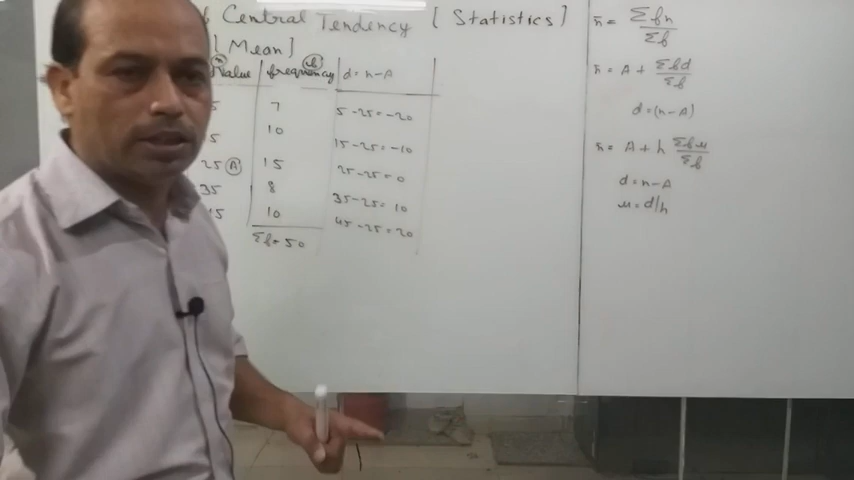 Central Tendency [ Statistics ]
[ Mean ]
value (f) frequency d = x - A
5 7 5-25=-20
5 10 15-25=-10
25 (A) 15 25-25=0
35 8 35-25=10
45 10 45-25=20
Σf=50
x̄ = Σfx/Σf
x̄ = A + Σfd/Σf
d=(x-A)
x̄ = A + h Σfu/Σf
d=x-A
u=d/h